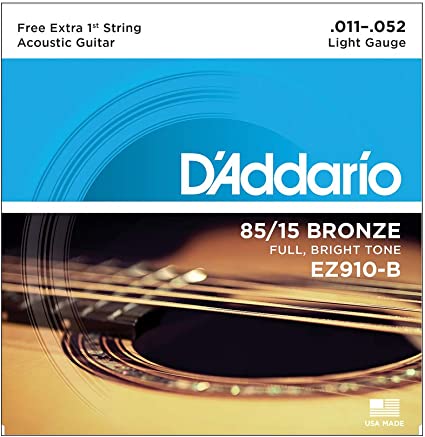 Free Extra 1st String
Acoustic Guitar
.011–.052
Light Gauge
D'Addarío
85/15 BRONZE
FULL, BRIGHT TONE
EZ910-B
USA MADE